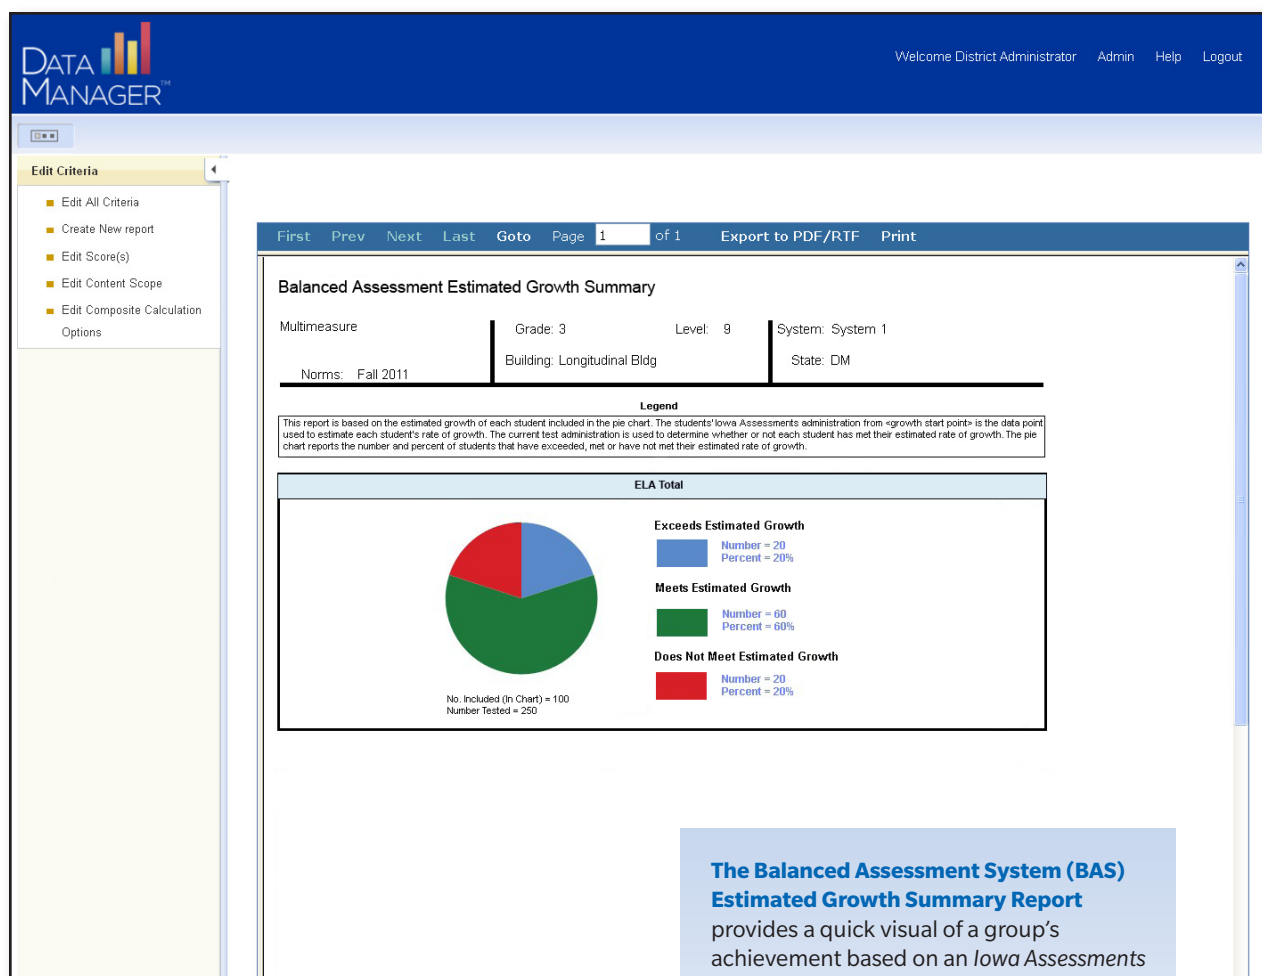 DATA
MANAGER™
Welcome District Administrator Admin Help Logout
Edit Criteria
Edit All Criteria
Create New report
Edit Score(s)
Edit Content Scope
Edit Composite Calculation
Options
First Prev Next Last Goto Page 1 of 1 Export to PDF/RTF Print
Balanced Assessment Estimated Growth Summary
Multimeasure
Norms: Fall 2011
Grade: 3 Level: 9
Building: Longitudinal Bldg
System: System 1
State: DM
Legend
This report is based on the estimated growth of each student included in the pie chart. The students' Iowa Assessments administration from <growth start point> is the data point
used to estimate each student's rate of growth. The current test administration is used to determine whether or not each student has met their estimated rate of growth. The pie
chart reports the number and percent of students that have exceeded, met or have not met their estimated rate of growth.
ELA Total
Exceeds Estimated Growth
Number = 20
Percent = 20%
Meets Estimated Growth
Number = 60
Percent = 60%
Does Not Meet Estimated Growth
Number = 20
Percent = 20%
No. Included (In Chart) = 100
Number Tested = 250
The Balanced Assessment System (BAS)
Estimated Growth Summary Report
provides a quick visual of a group's
achievement based on an Iowa Assessments